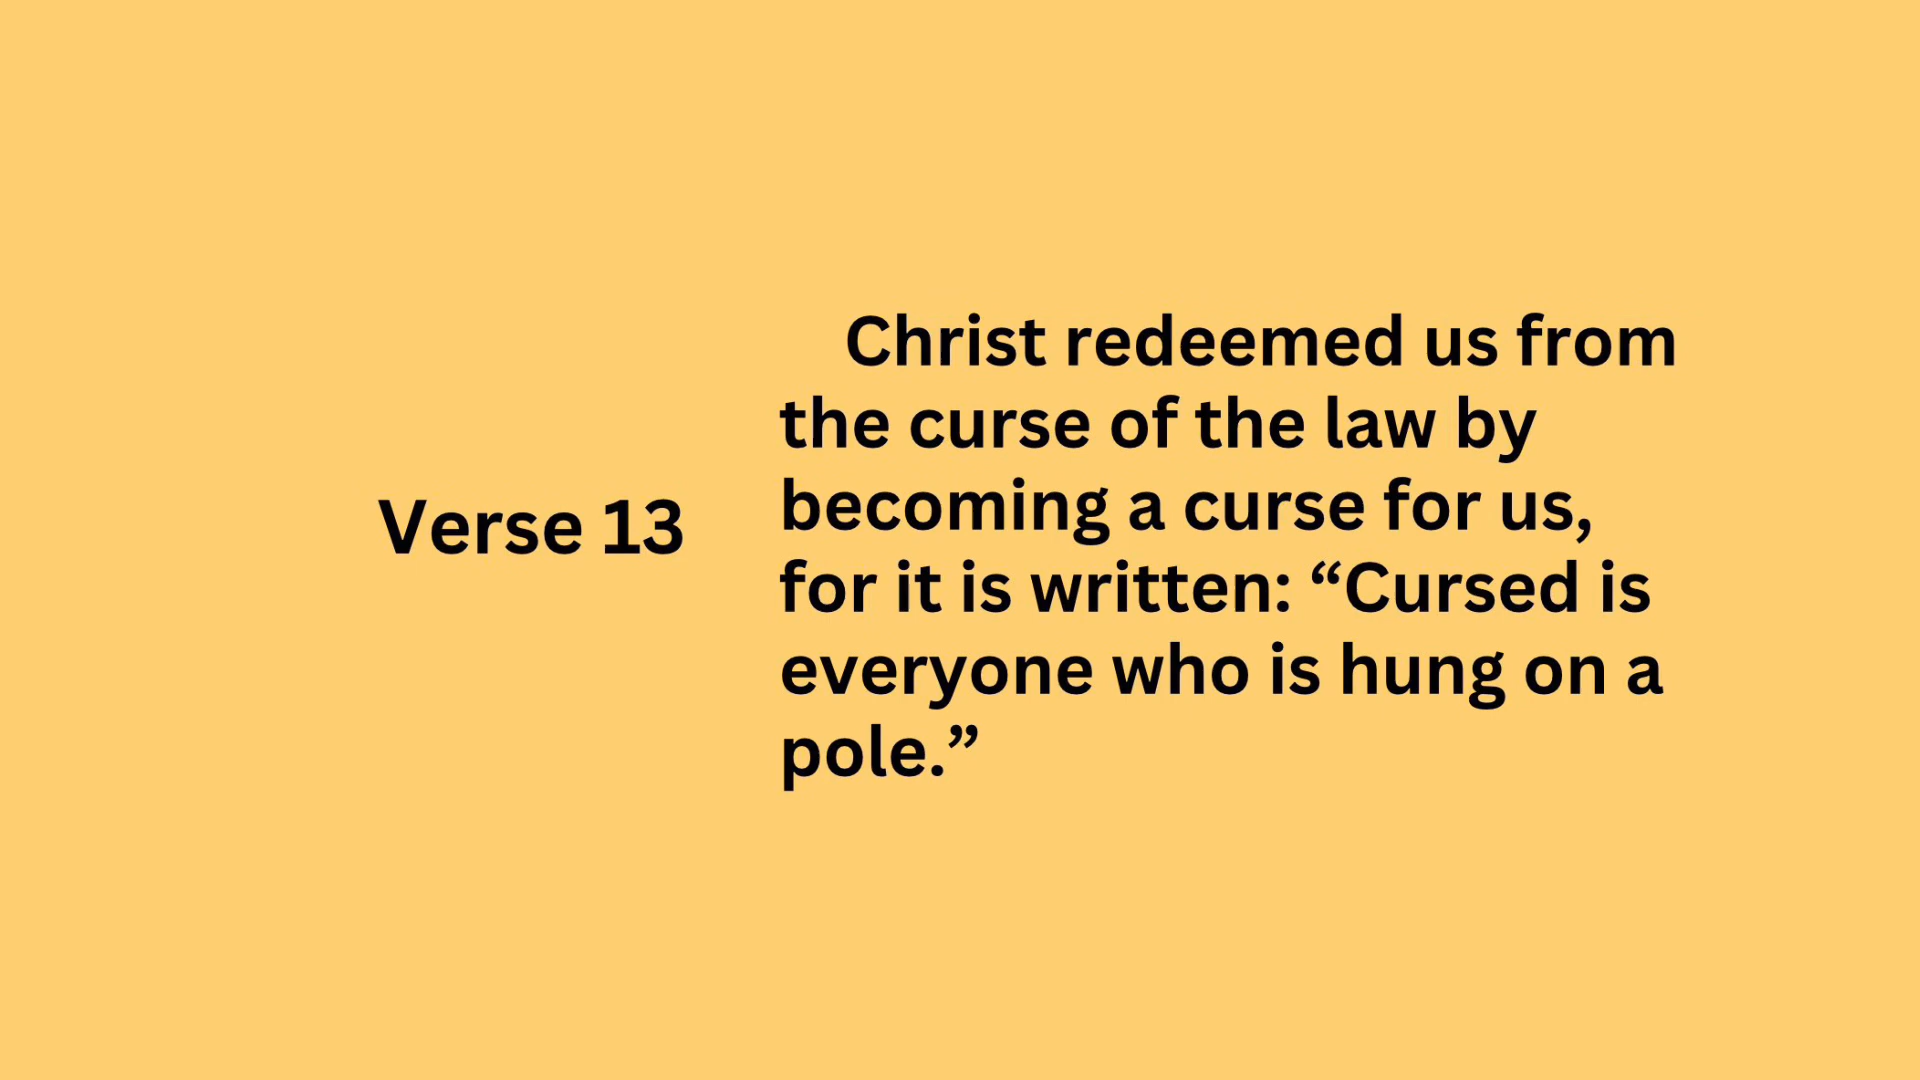 Verse 13
Christ redeemed us from
the curse of the law by
becoming a curse for us,
for it is written: “Cursed is
everyone who is hung on a
pole.”